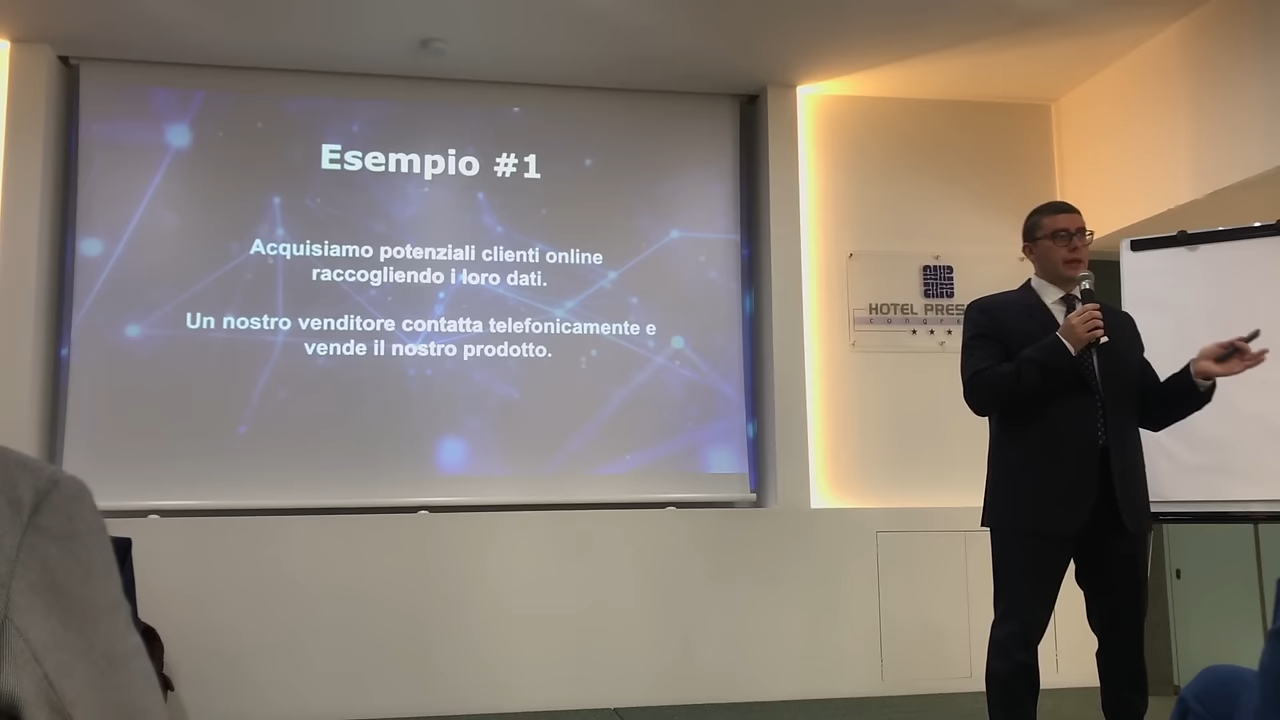 Esempio #1
Acquisiamo potenziali clienti online
raccogliendo i loro dati.
Un nostro venditore contatta telefonicamente e
vende il nostro prodotto.
HOTEL PRES
congre